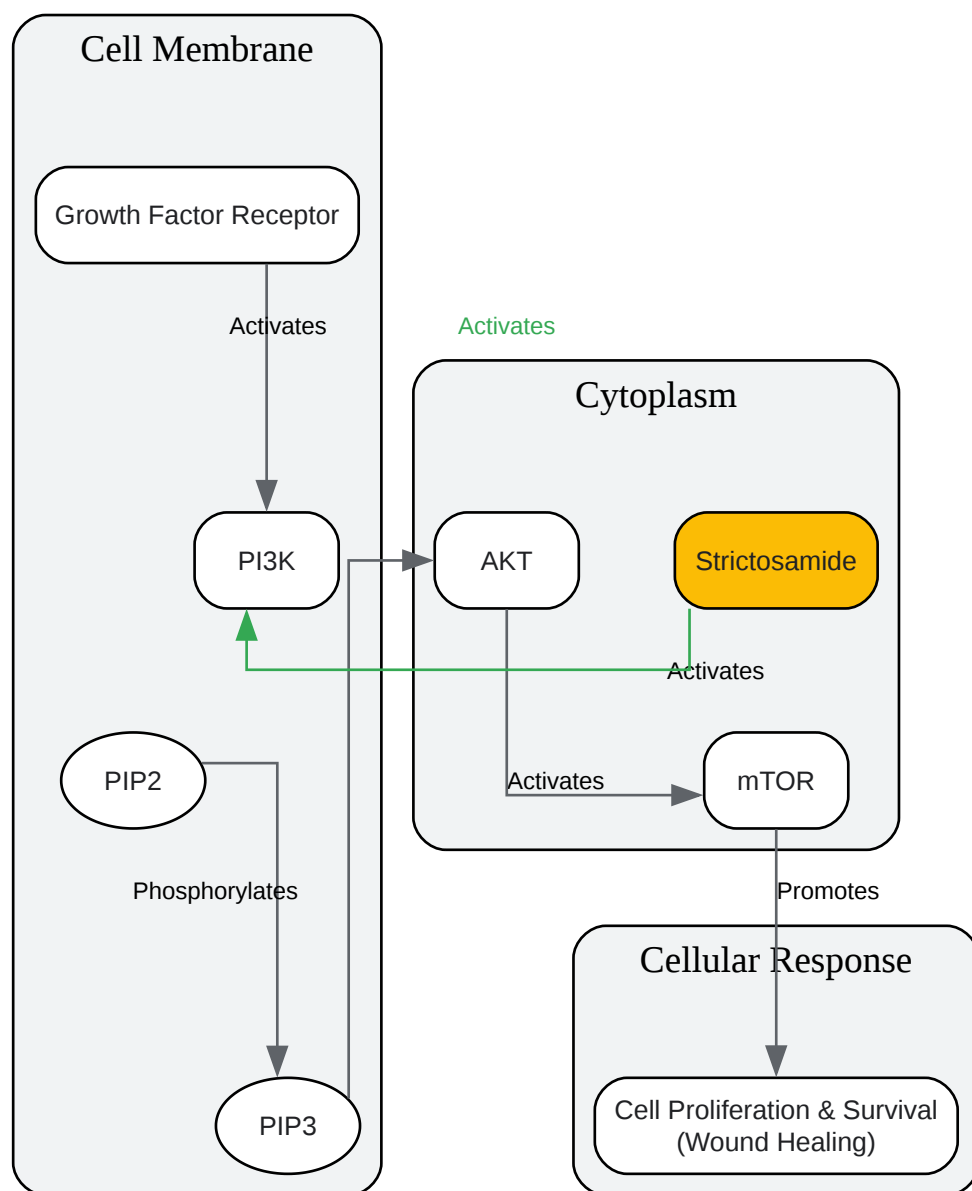 Cell Membrane
Growth Factor Receptor
Activates
Activates
Cytoplasm
PI3K
AKT
Strictosamide
Activates
PIP2
Activates
mTOR
Phosphorylates
Promotes
Cellular Response
PIP3
Cell Proliferation & Survival
(Wound Healing)